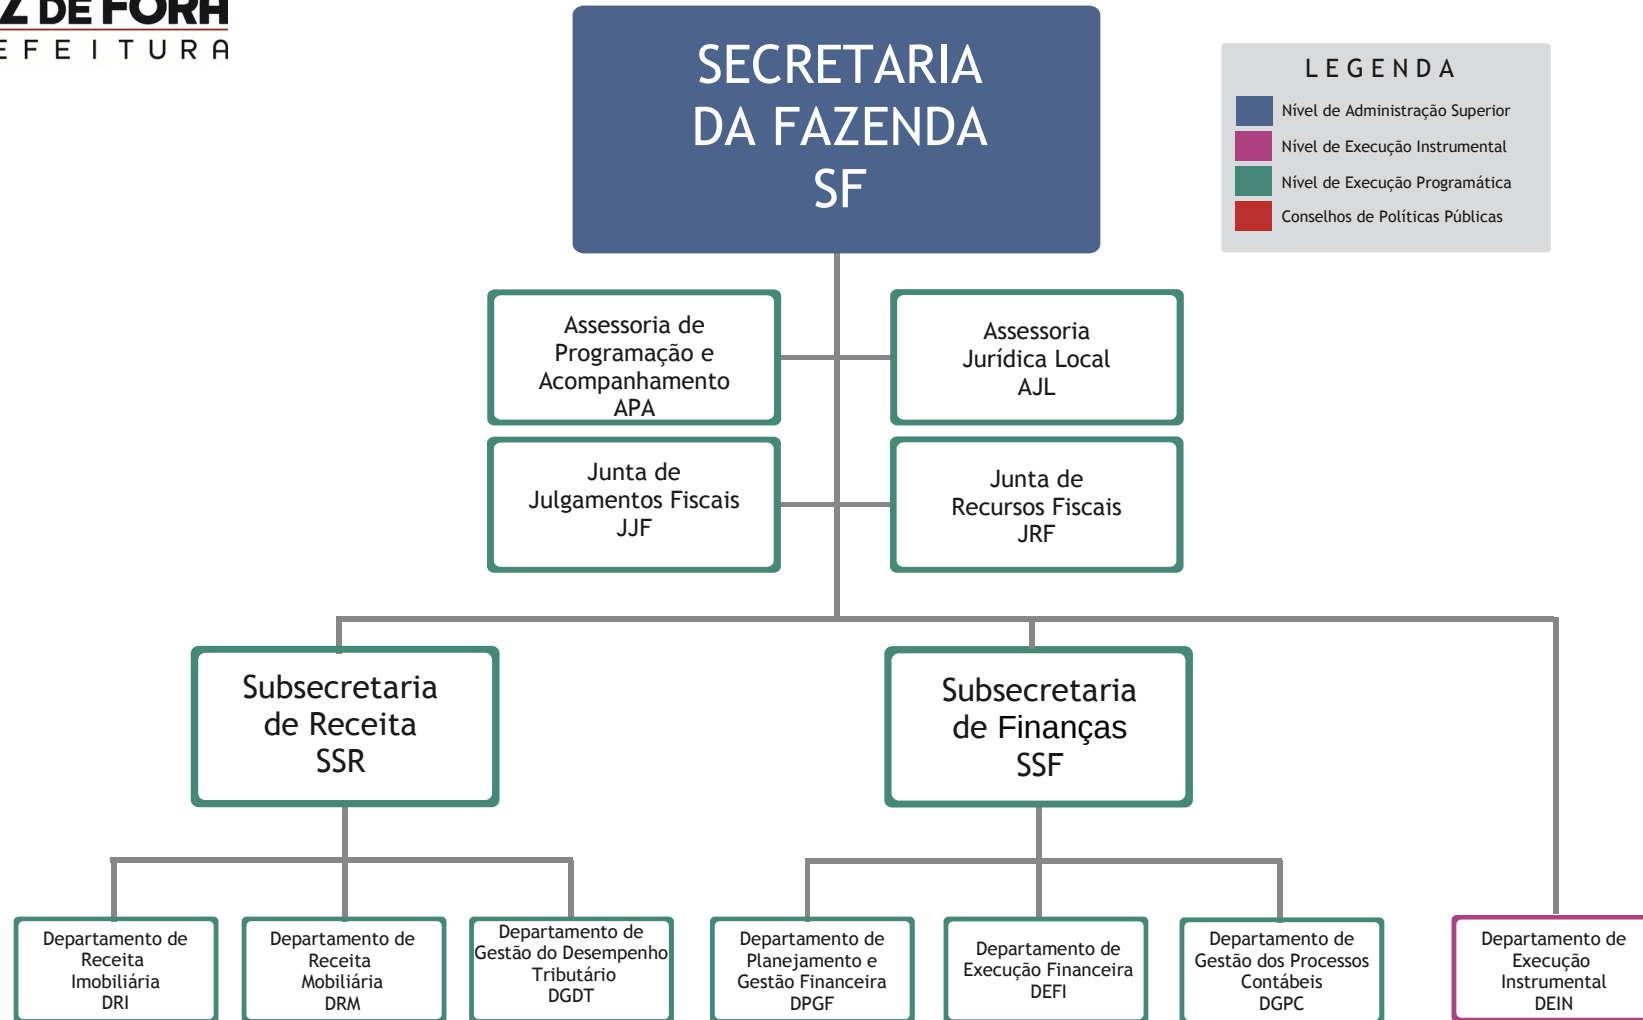 Z DE FORA
EFEITURA
SECRETARIA
DA FAZENDA
SF
LEGENDA
Nível de Administração Superior
Nível de Execução Instrumental
Nível de Execução Programática
Conselhos de Políticas Públicas
Assessoria de
Programação e
Acompanhamento
APA
Assessoria
Jurídica Local
AJL
Junta de
Julgamentos Fiscais
JJF
Junta de
Recursos Fiscais
JRF
Subsecretaria
de Receita
SSR
Subsecretaria
de Finanças
SSF
Departamento de
Receita
Imobiliária
DRI
Departamento de
Receita
Mobiliária
DRM
Departamento de
Gestão do Desempenho
Tributário
DGDT
Departamento de
Planejamento e
Gestão Financeira
DPGF
Departamento de
Execução Financeira
DEFI
Departamento de
Gestão dos Processos
Contábeis
DGPC
Departamento de
Execução
Instrumental
DEIN